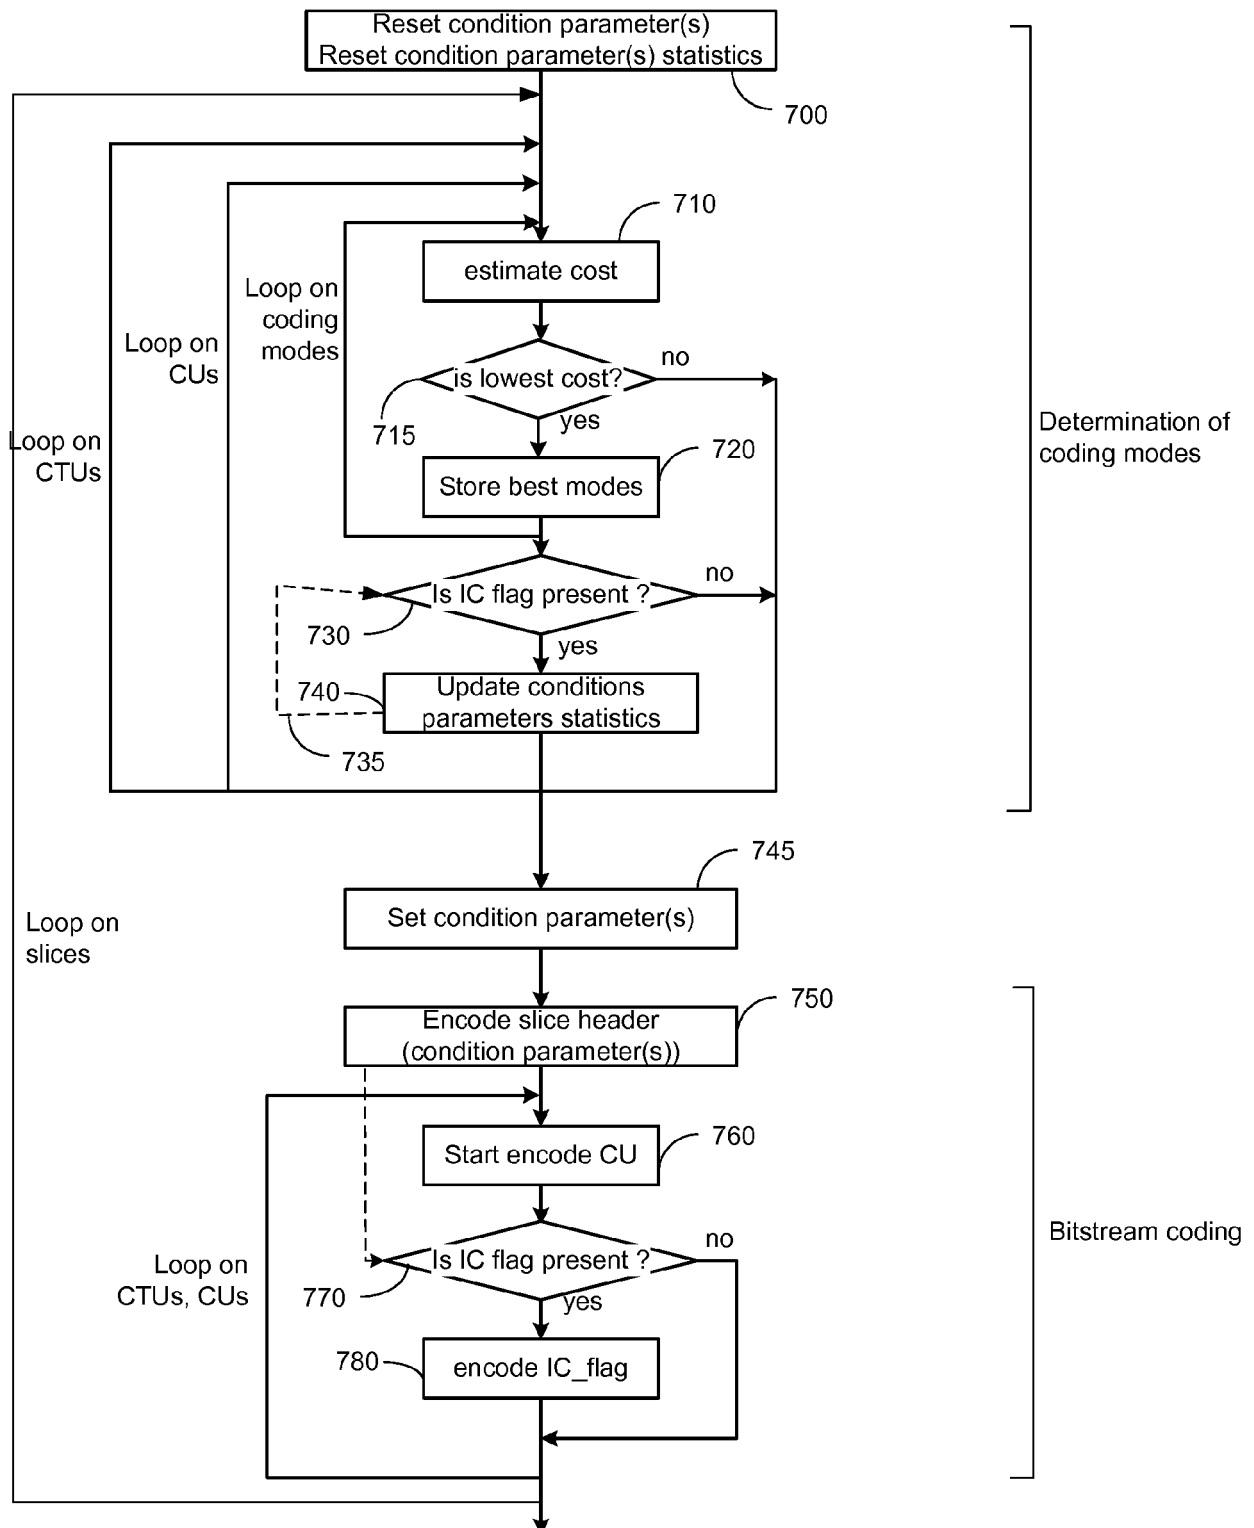 Reset condition parameter(s)
Reset condition parameter(s) statistics
700
710
estimate cost
Loop on
coding
modes
Loop on
CUs
no
is lowest cost?
715
yes
Determination of
coding modes
Loop on
CTUs
720
Store best modes
no
Is IC flag present ?
730
yes
740
Update conditions
parameters statistics
735
745
Set condition parameter(s)
Loop on
slices
750
Encode slice header
(condition parameter(s))
760
Start encode CU
Bitstream coding
no
Is IC flag present ?
Loop on
CTUs, CUs
770
yes
780
encode IC_flag